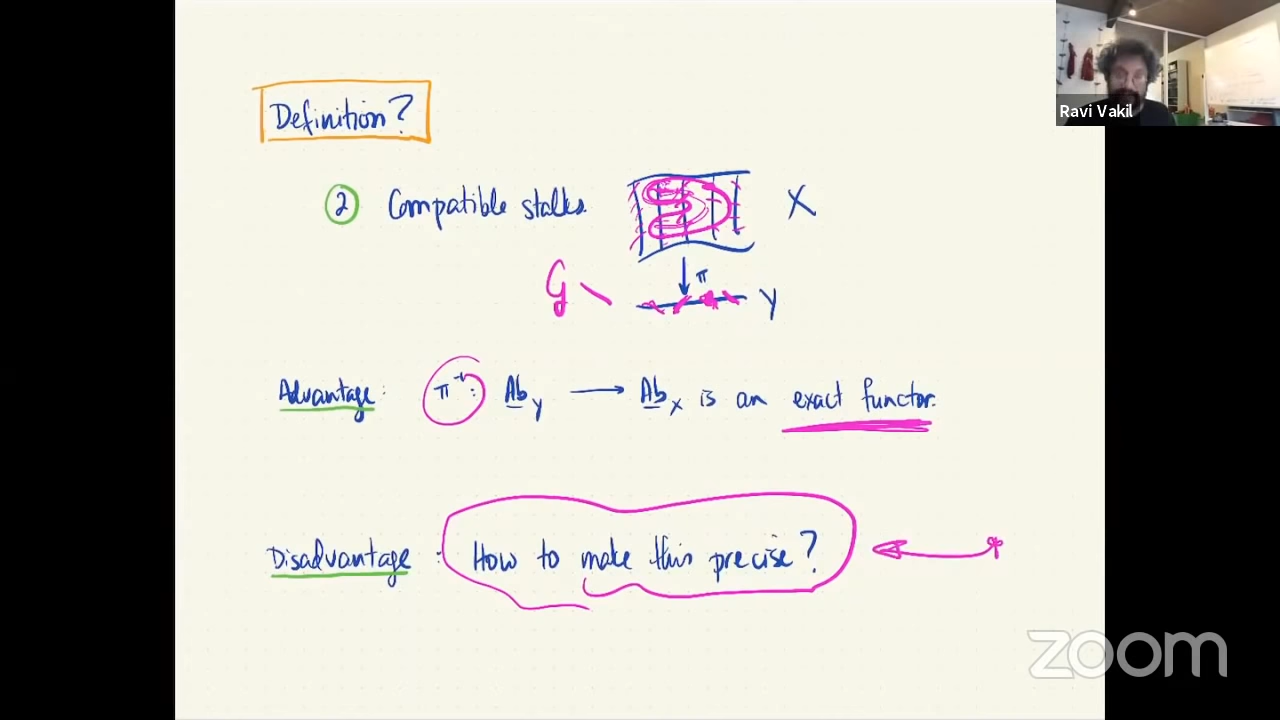 Ravi Vakil
Definition?
② Compatible stalks. X
π
G Y
Advantage: π⁻¹: Ab_Y → Ab_X is an exact functor.
Disadvantage: How to make this precise?
zoom